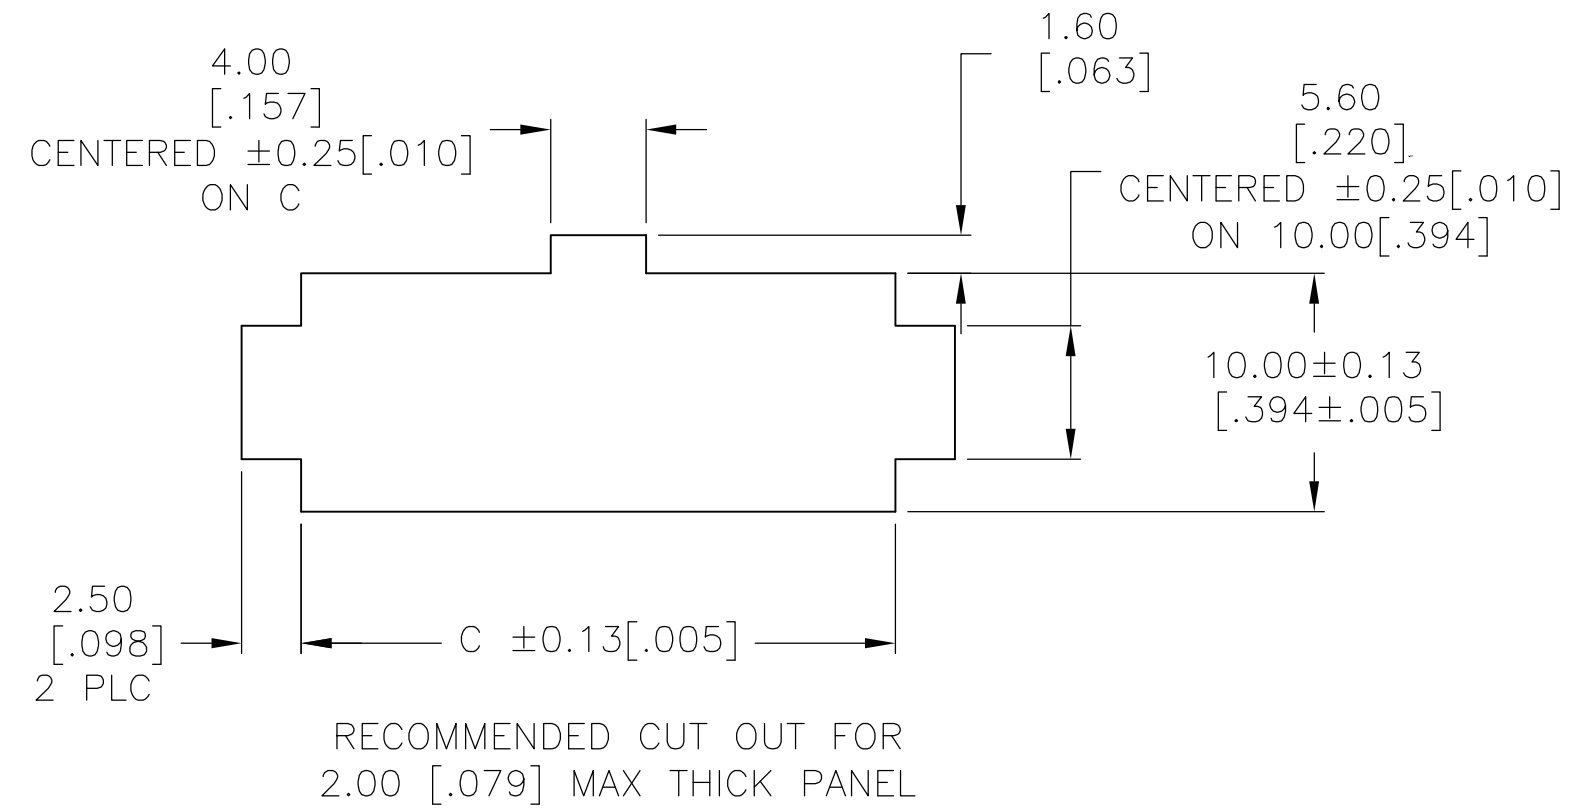 4.00
[.157]
CENTERED ±0.25[.010]
ON C
1.60
[.063]
5.60
[.220]
CENTERED ±0.25[.010]
ON 10.00[.394]
10.00±0.13
[.394±.005]
2.50
[.098]
2 PLC
C ±0.13[.005]
RECOMMENDED CUT OUT FOR
2.00 [.079] MAX THICK PANEL